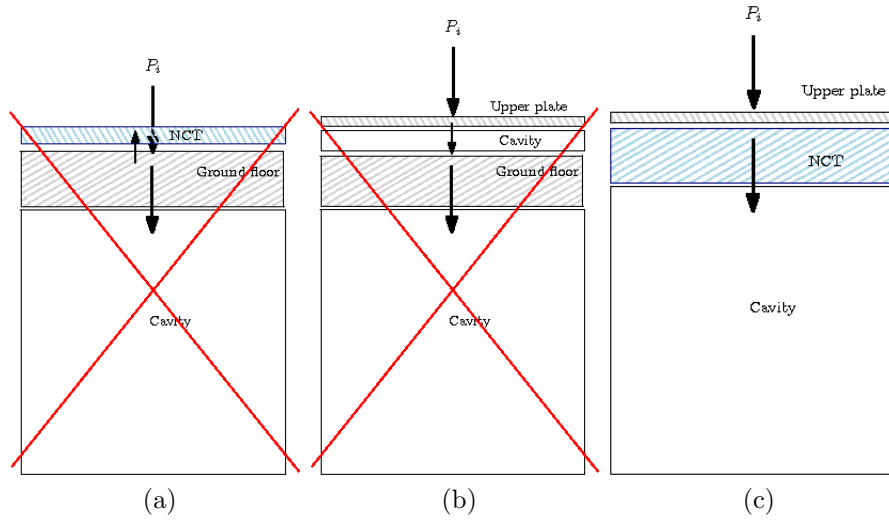 P_i
NCT
Ground floor
Cavity
(a)
P_i
Upper plate
Cavity
Ground floor
Cavity
(b)
P_i
Upper plate
NCT
Cavity
(c)